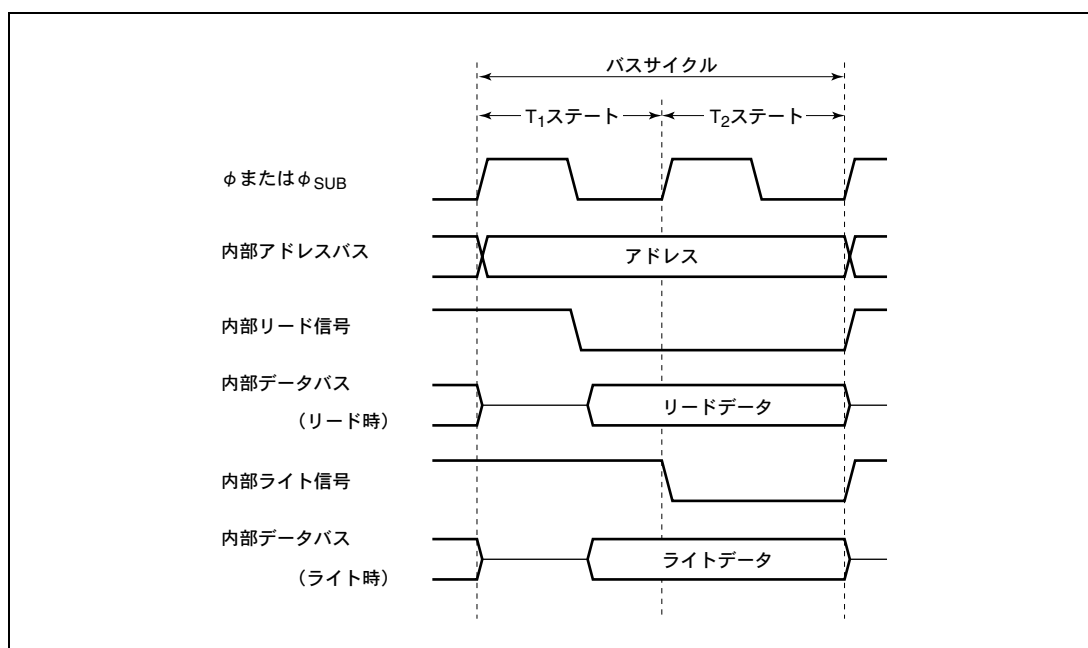 バスサイクル
T₁ステート
T₂ステート
φまたはφSUB
内部アドレスバス
アドレス
内部リード信号
内部データバス
(リード時)
リードデータ
内部ライト信号
内部データバス
(ライト時)
ライトデータ